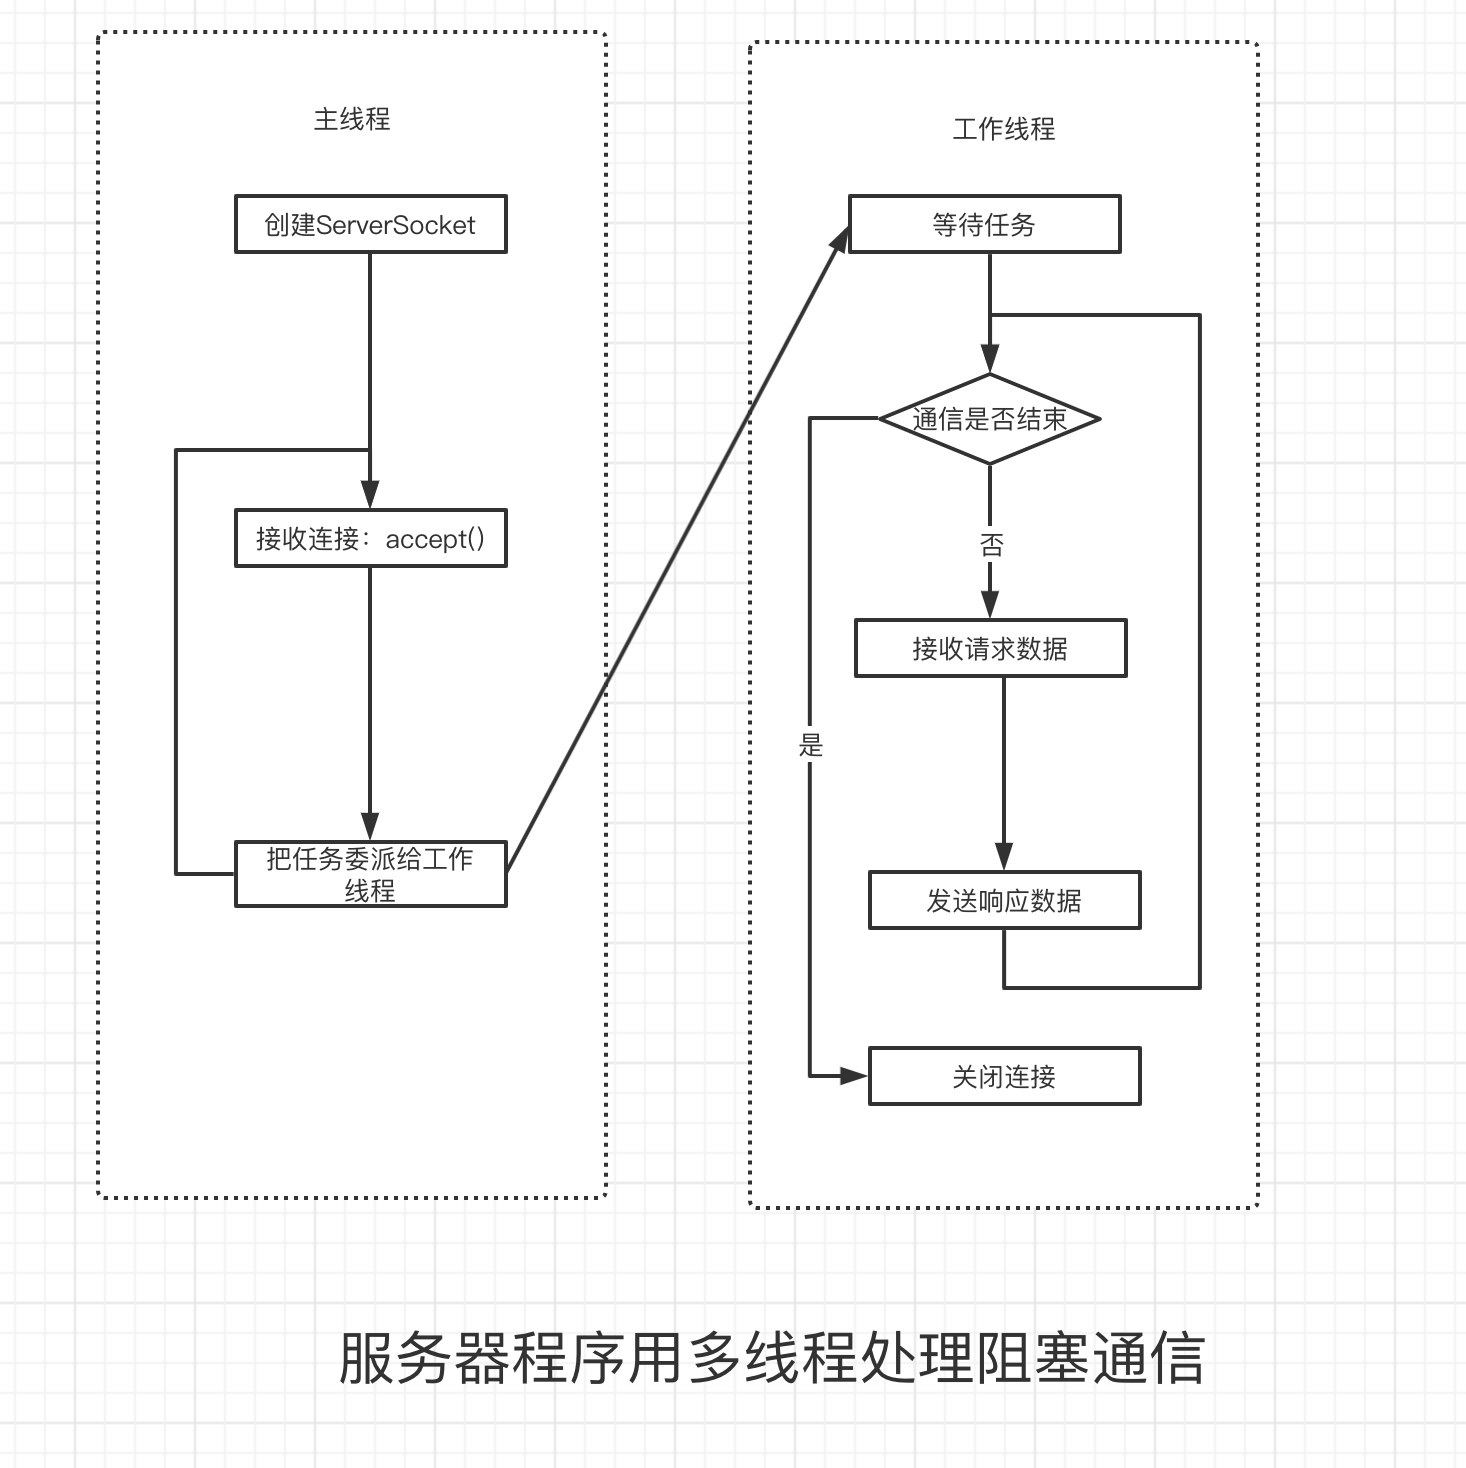 主线程
创建ServerSocket
接收连接：accept()
把任务委派给工作
线程
工作线程
等待任务
通信是否结束
否
接收请求数据
是
发送响应数据
关闭连接
服务器程序用多线程处理阻塞通信